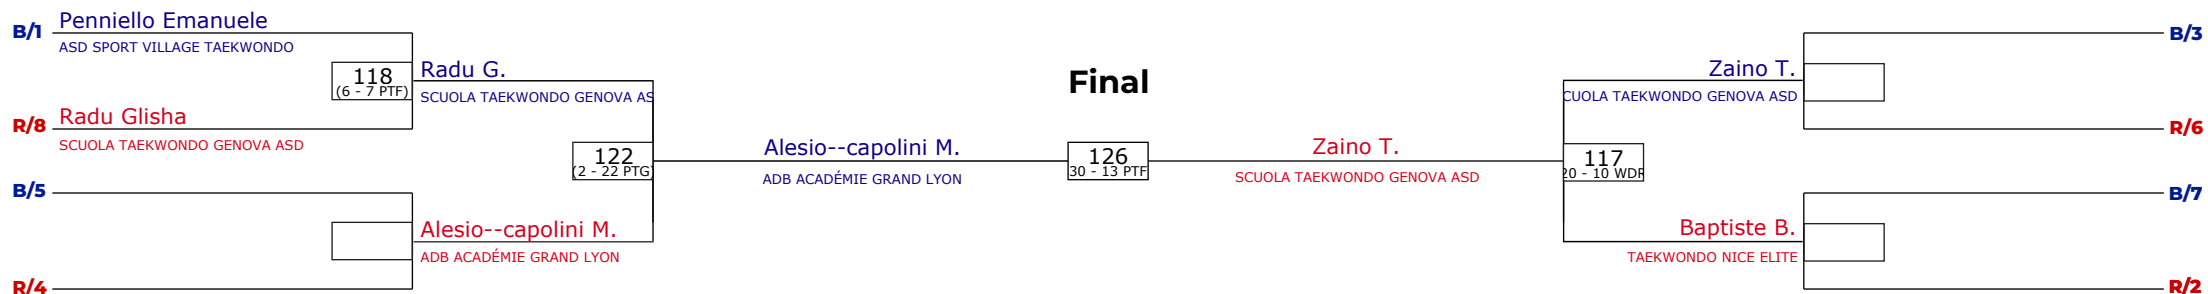 B/1 Penniello Emanuele
ASD SPORT VILLAGE TAEKWONDO
118
(6 - 7 PTF)
Radu G.
SCUOLA TAEKWONDO GENOVA AS
R/8 Radu Glisha
SCUOLA TAEKWONDO GENOVA ASD
122
(2 - 22 PTG)
B/5
Alesio--capolini M.
ADB ACADÉMIE GRAND LYON
R/4
Final
Alesio--capolini M.
ADB ACADÉMIE GRAND LYON
126
30 - 13 PTF
Zaino T.
SCUOLA TAEKWONDO GENOVA ASD
B/3
Zaino T.
CUOLA TAEKWONDO GENOVA ASD
R/6
117
20 - 10 WDR
B/7
Baptiste B.
TAEKWONDO NICE ELITE
R/2